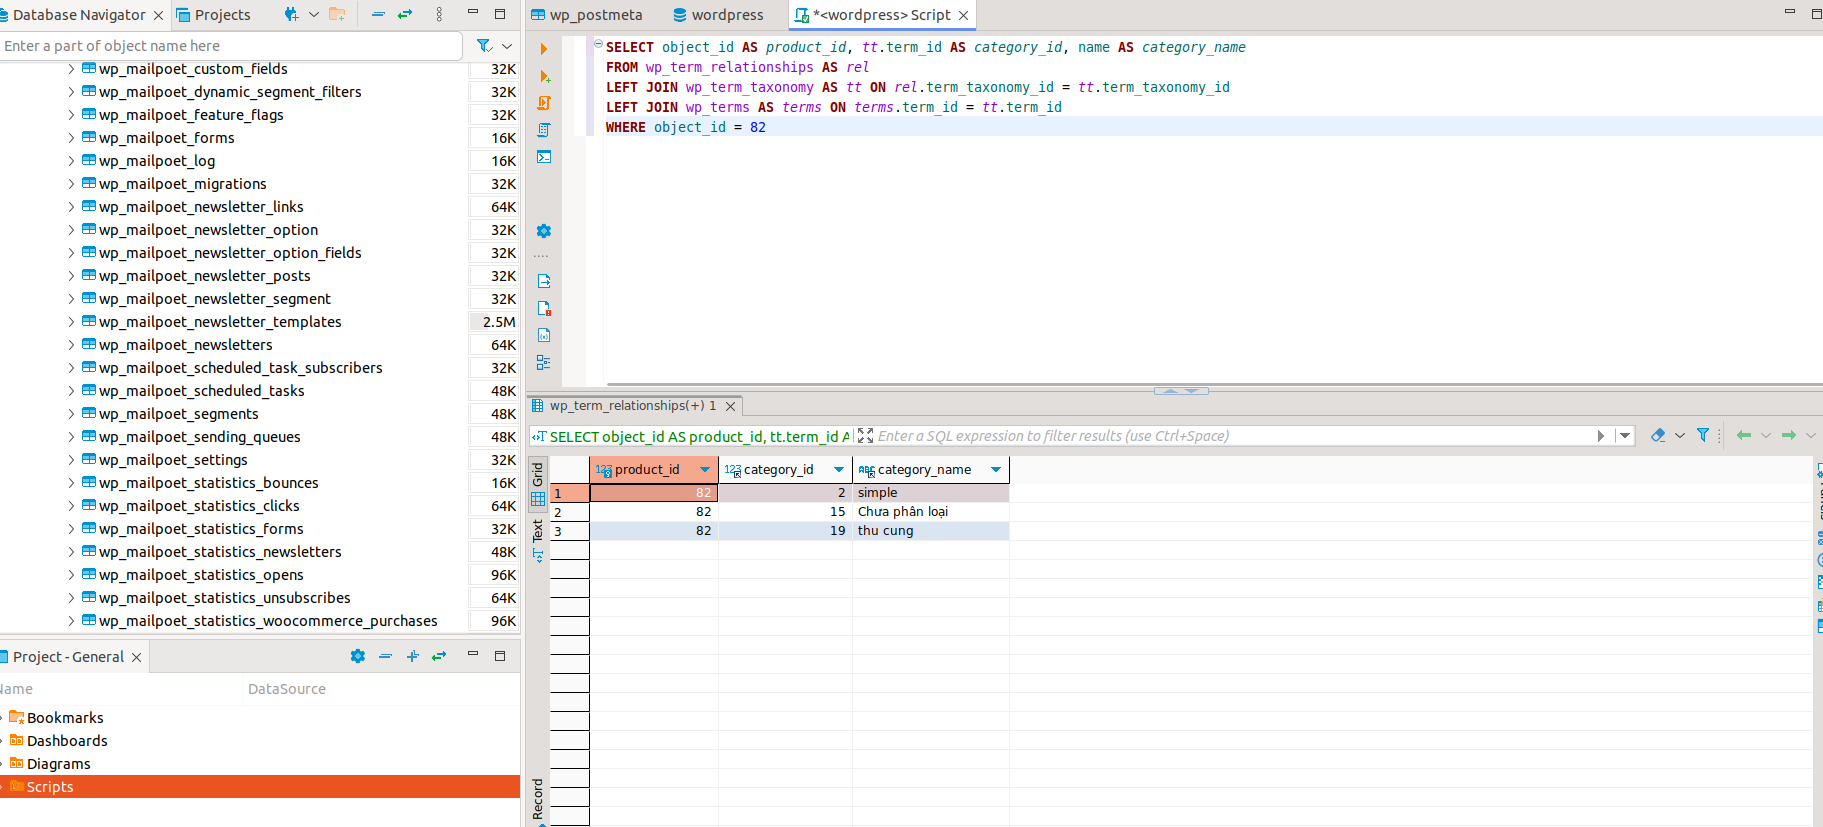 Database Navigator
Projects
Enter a part of object name here
wp_mailpoet_custom_fields 32K
wp_mailpoet_dynamic_segment_filters 32K
wp_mailpoet_feature_flags 32K
wp_mailpoet_forms 16K
wp_mailpoet_log 16K
wp_mailpoet_migrations 32K
wp_mailpoet_newsletter_links 64K
wp_mailpoet_newsletter_option 32K
wp_mailpoet_newsletter_option_fields 32K
wp_mailpoet_newsletter_posts 32K
wp_mailpoet_newsletter_segment 32K
wp_mailpoet_newsletter_templates 2.5M
wp_mailpoet_newsletters 64K
wp_mailpoet_scheduled_task_subscribers 32K
wp_mailpoet_scheduled_tasks 48K
wp_mailpoet_segments 48K
wp_mailpoet_sending_queues 48K
wp_mailpoet_settings 32K
wp_mailpoet_statistics_bounces 16K
wp_mailpoet_statistics_clicks 64K
wp_mailpoet_statistics_forms 32K
wp_mailpoet_statistics_newsletters 48K
wp_mailpoet_statistics_opens 96K
wp_mailpoet_statistics_unsubscribes 64K
wp_mailpoet_statistics_woocommerce_purchases 96K
Project - General
Name DataSource
Bookmarks
Dashboards
Diagrams
Scripts
wp_postmeta
wordpress
*<wordpress> Script
SELECT object_id AS product_id, tt.term_id AS category_id, name AS category_name
FROM wp_term_relationships AS rel
LEFT JOIN wp_term_taxonomy AS tt ON rel.term_taxonomy_id = tt.term_taxonomy_id
LEFT JOIN wp_terms AS terms ON terms.term_id = tt.term_id
WHERE object_id = 82
wp_term_relationships(+) 1
SELECT object_id AS product_id, tt.term_id A
Enter a SQL expression to filter results (use Ctrl+Space)
Grid
Text
Record
product_id category_id category_name
1 82 2 simple
2 82 15 Chưa phân loại
3 82 19 thu cung